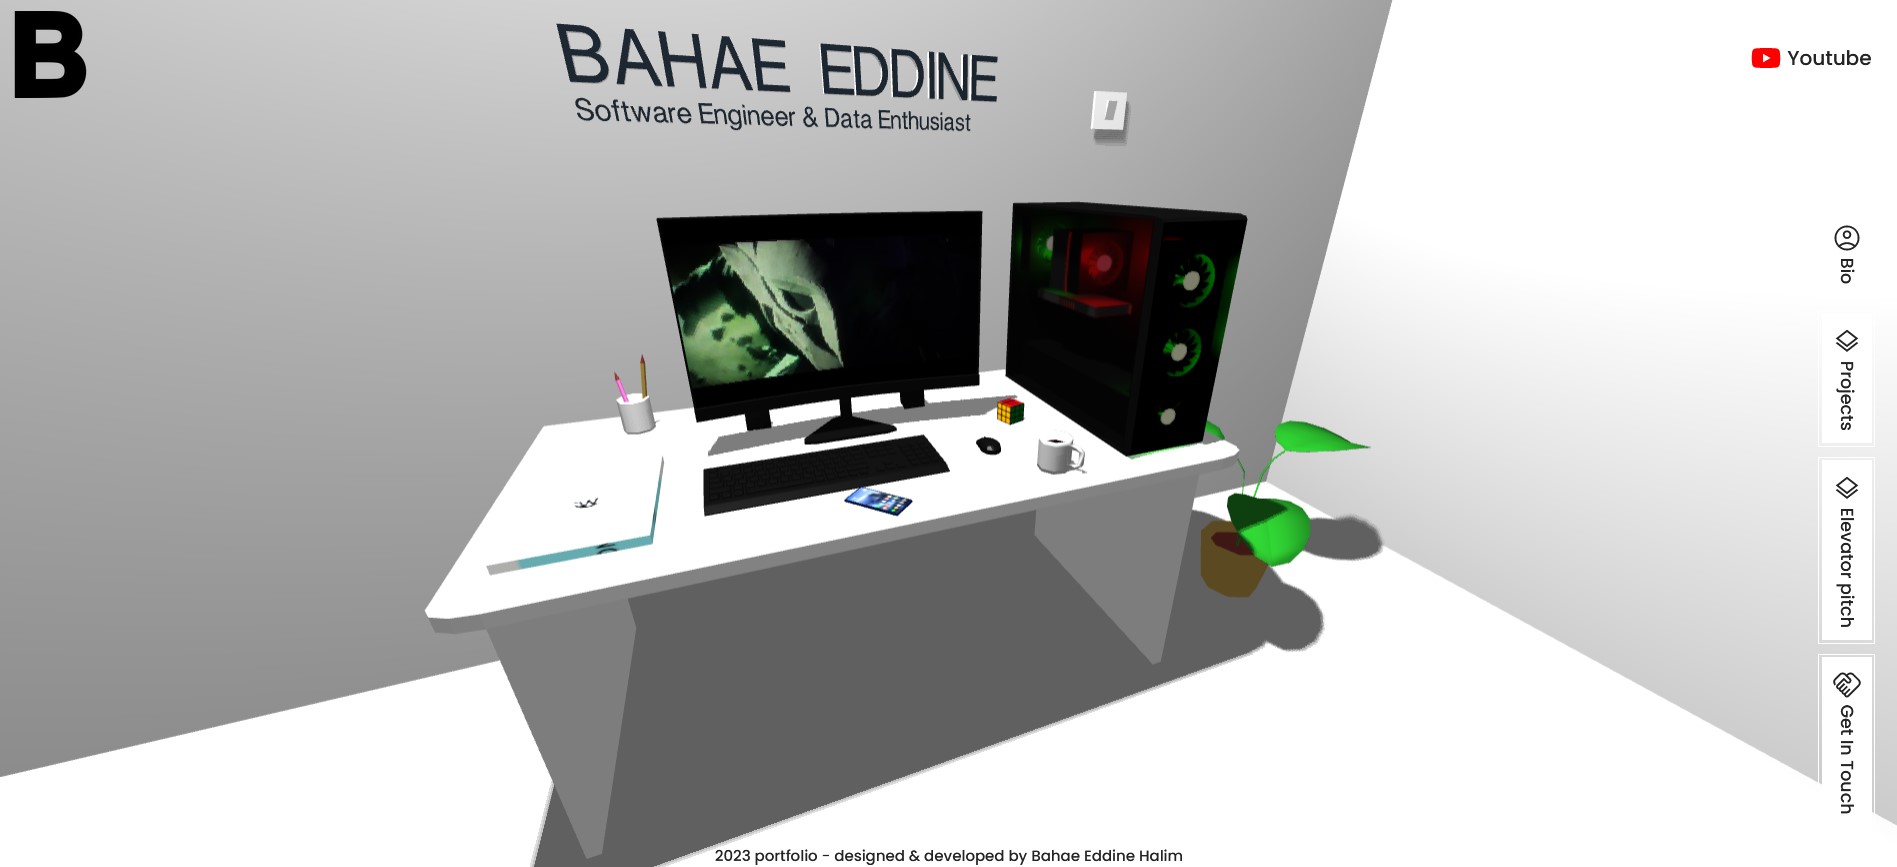 B
BAHAE EDDINE
Software Engineer & Data Enthusiast
Youtube
Bio
Projects
Elevator pitch
Get In Touch
2023 portfolio - designed & developed by Bahae Eddine Halim